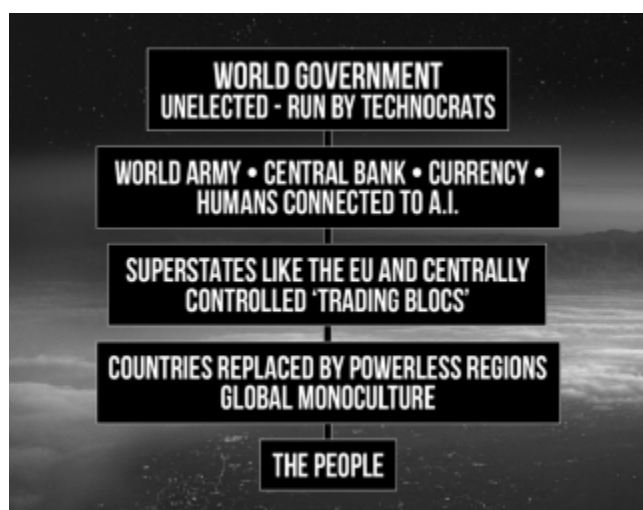 WORLD GOVERNMENT
UNELECTED - RUN BY TECHNOCRATS
WORLD ARMY • CENTRAL BANK • CURRENCY •
HUMANS CONNECTED TO A.I.
SUPERSTATES LIKE THE EU AND CENTRALLY
CONTROLLED ‘TRADING BLOCS’
COUNTRIES REPLACED BY POWERLESS REGIONS
GLOBAL MONOCULTURE
THE PEOPLE